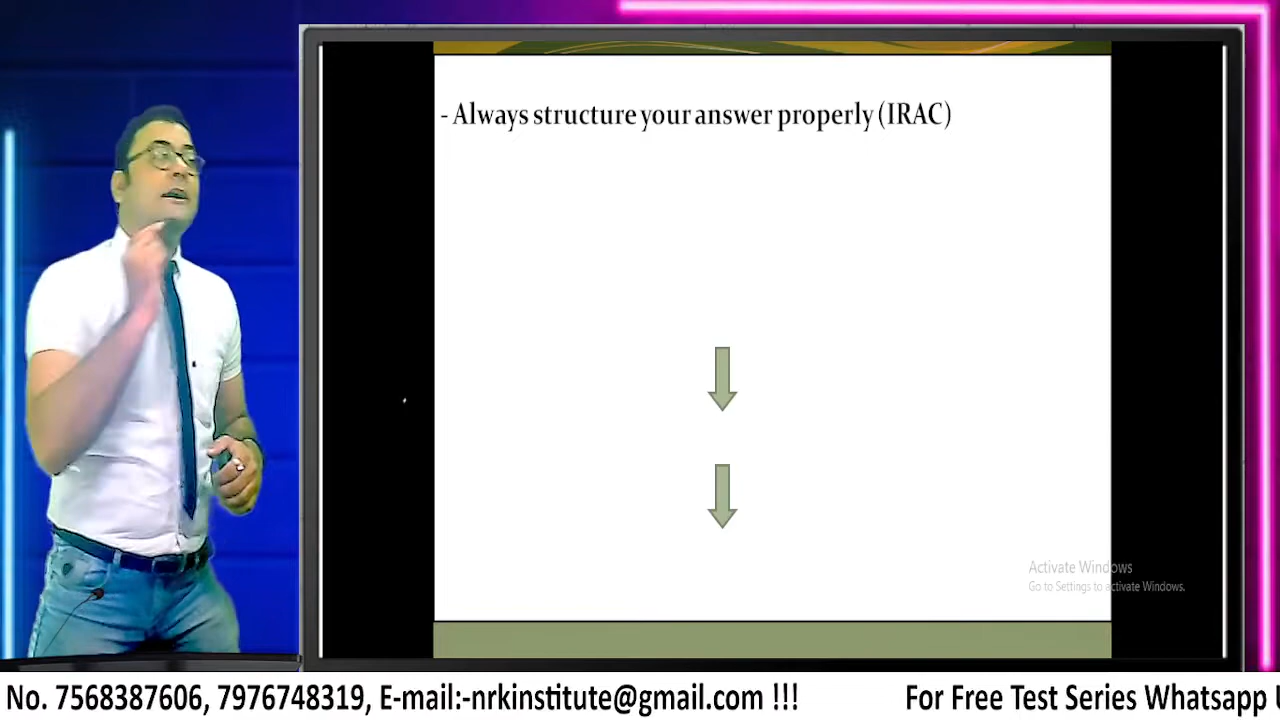 - Always structure your answer properly (IRAC)
Activate Windows
Go to Settings to activate Windows.
No. 7568387606, 7976748319, E-mail:-nrkinstitute@gmail.com !!! For Free Test Series Whatsapp U